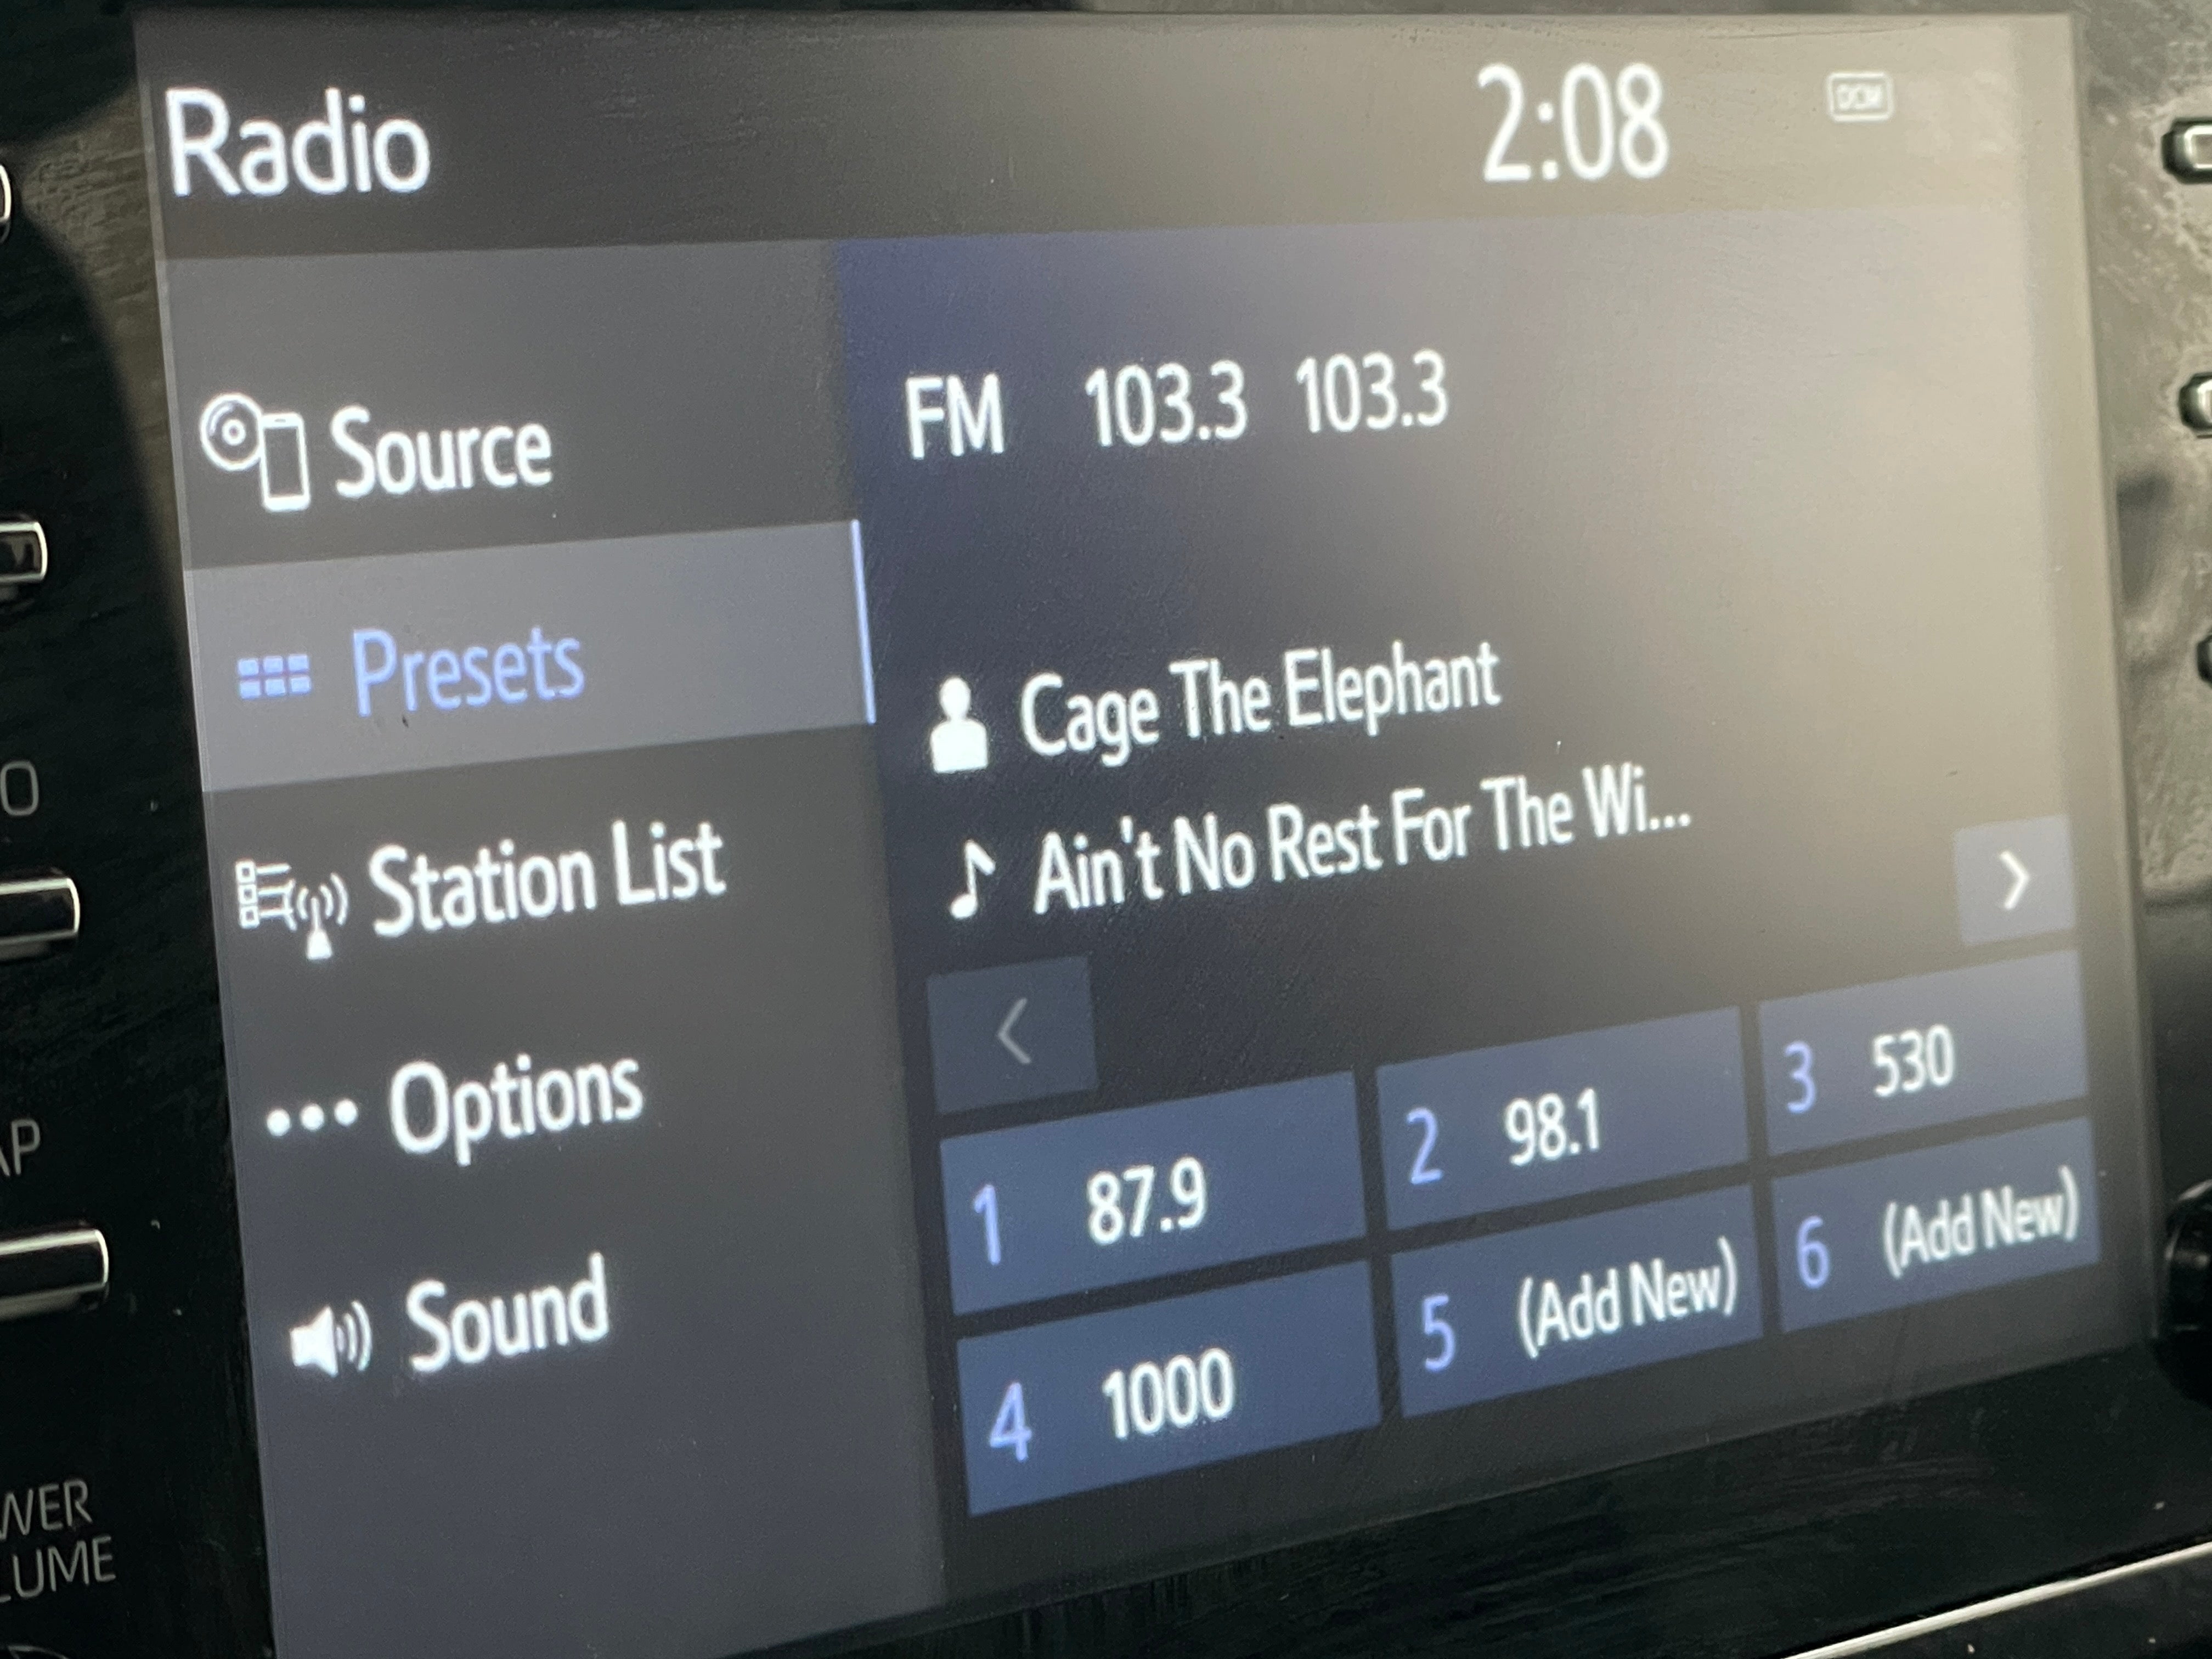 Radio
2:08
DCM
Source
Presets
Station List
Options
Sound
FM 103.3 103.3
Cage The Elephant
Ain't No Rest For The Wi...
1 87.9
2 98.1
3 530
4 1000
5 (Add New)
6 (Add New)